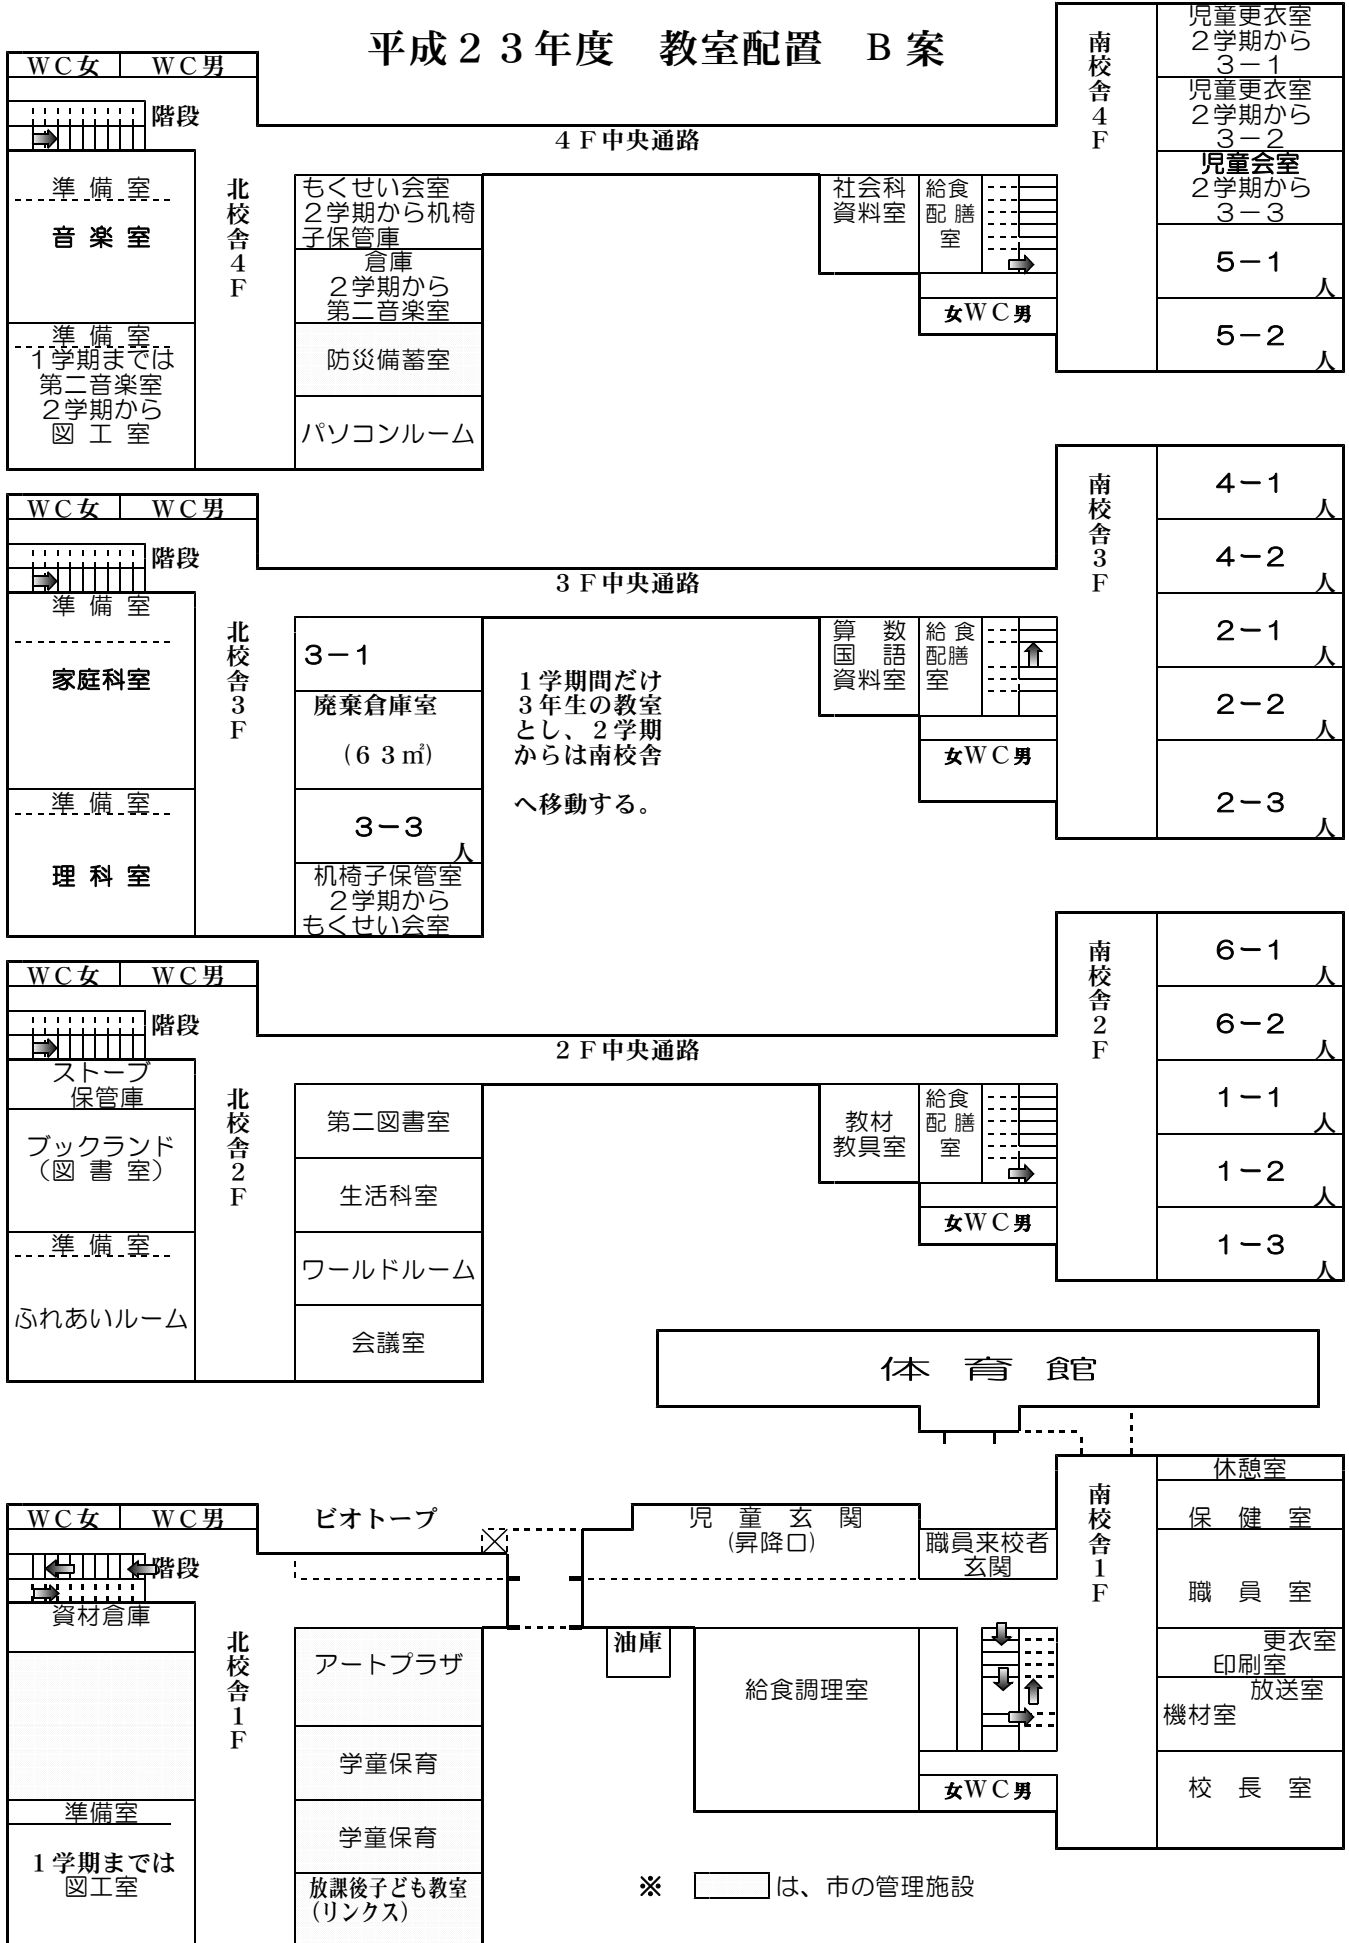 平成２３年度　教室配置　Ｂ案
ＷＣ女　ＷＣ男
階段
４Ｆ中央通路
準 備 室
音 楽 室
準 備 室
１学期までは
第二音楽室
２学期から
図 工 室
北校舎４Ｆ
もくせい会室
２学期から机椅
子保管庫
倉庫
２学期から
第二音楽室
防災備蓄室
パソコンルーム
社会科
資料室
給食
配 膳
室
女ＷＣ男
南校舎４Ｆ
児童更衣室
２学期から
３－１
児童更衣室
２学期から
３－２
児童会室
２学期から
３－３
５－１
人
５－２
人
ＷＣ女　ＷＣ男
階段
３Ｆ中央通路
準 備 室
家庭科室
準 備 室
理 科 室
北校舎３Ｆ
３－１
廃棄倉庫室
(６３㎡)
３－３
人
机椅子保管室
２学期から
もくせい会室
１学期間だけ
３年生の教室
とし、２学期
からは南校舎
へ移動する。
算　数
国　語
資料室
給 食
配膳
室
女ＷＣ男
南校舎３Ｆ
４－１
人
４－２
人
２－１
人
２－２
人
２－３
人
ＷＣ女　ＷＣ男
階段
２Ｆ中央通路
ストーブ
保管庫
ブックランド
（図 書 室）
準 備 室
ふれあいルーム
北校舎２Ｆ
第二図書室
生活科室
ワールドルーム
会議室
教材
教具室
給食
配 膳
室
女ＷＣ男
南校舎２Ｆ
６－１
人
６－２
人
１－１
人
１－２
人
１－３
人
体 育 館
ＷＣ女　ＷＣ男
階段
ビオトープ
児　童　玄　関
(昇降口)
職員来校者
玄関
資材倉庫
準備室
１学期までは
図工室
北校舎１Ｆ
アートプラザ
学童保育
学童保育
放課後子ども教室
（リンクス）
油庫
給食調理室
女ＷＣ男
南校舎１Ｆ
休憩室
保　健　室
職　員　室
更衣室
印刷室
放送室
機材室
校　長　室
※　は、市の管理施設